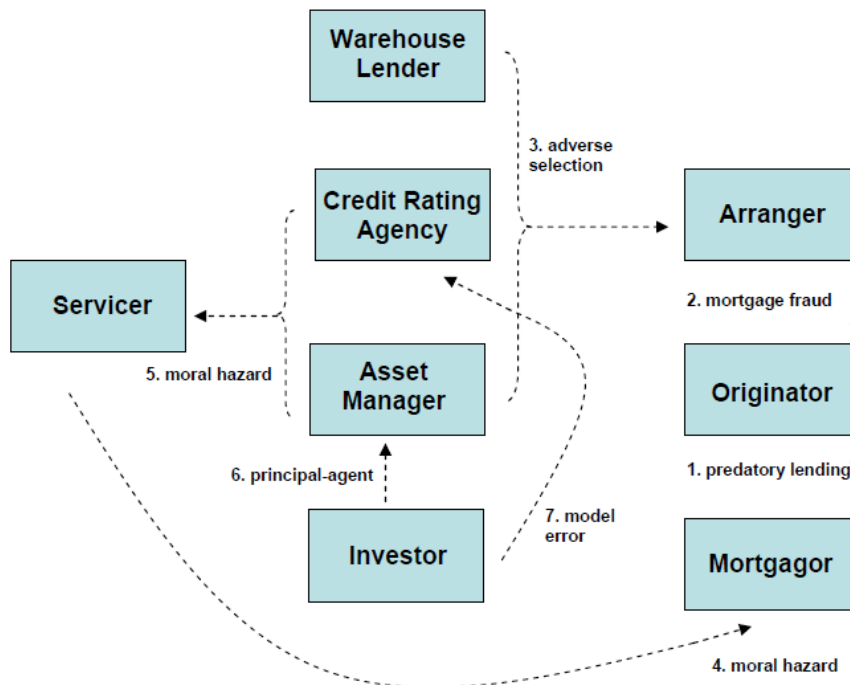 Warehouse
Lender
3. adverse
selection
Credit Rating
Agency
Arranger
Servicer
2. mortgage fraud
5. moral hazard
Asset
Manager
Originator
6. principal-agent
1. predatory lending
7. model
error
Investor
Mortgagor
4. moral hazard